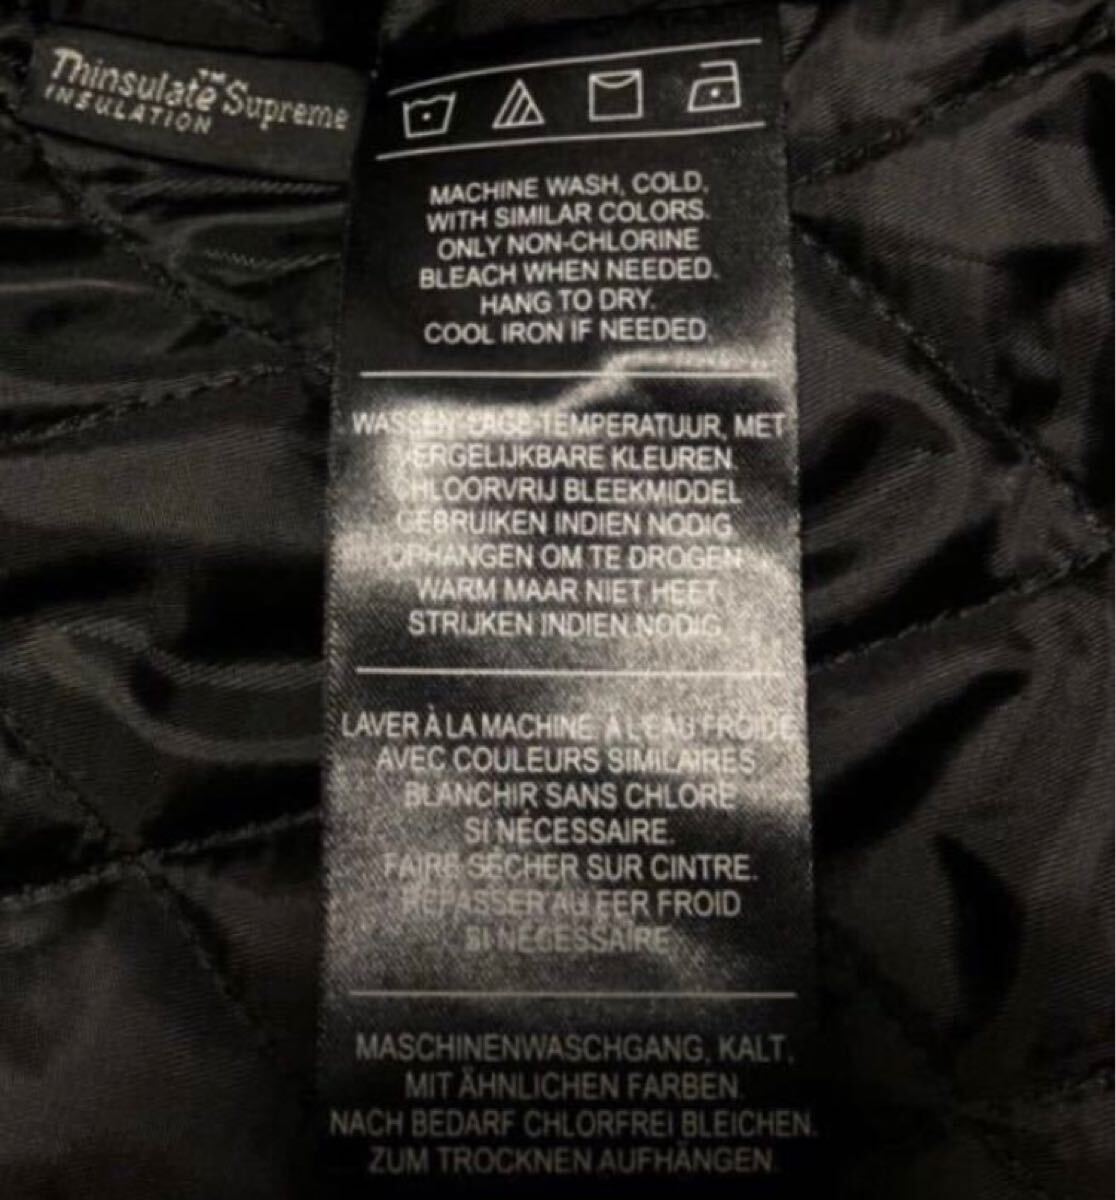 Thinsulate™ Supreme
INSULATION
MACHINE WASH, COLD,
WITH SIMILAR COLORS.
ONLY NON-CHLORINE
BLEACH WHEN NEEDED.
HANG TO DRY.
COOL IRON IF NEEDED
WASSEN LAGE-TEMPERATUUR, MET
VERGELIJKBARE KLEUREN.
CHLOORVRIJ BLEEKMIDDEL
GEBRUIKEN INDIEN NODIG
OPHANGEN OM TE DROGEN
WARM MAAR NIET HEET
STRIJKEN INDIEN NODIG.
LAVER À LA MACHINE, À L'EAU FROIDE
AVEC COULEURS SIMILAIRES
BLANCHIR SANS CHLORE
SI NÉCESSAIRE.
FAIRE SÉCHER SUR CINTRE.
REPASSER AU FER FROID
SI NÉCESSAIRE
MASCHINENWASCHGANG, KALT,
MIT ÄHNLICHEN FARBEN.
NACH BEDARF CHLORFREI BLEICHEN.
ZUM TROCKNEN AUFHÄNGEN.